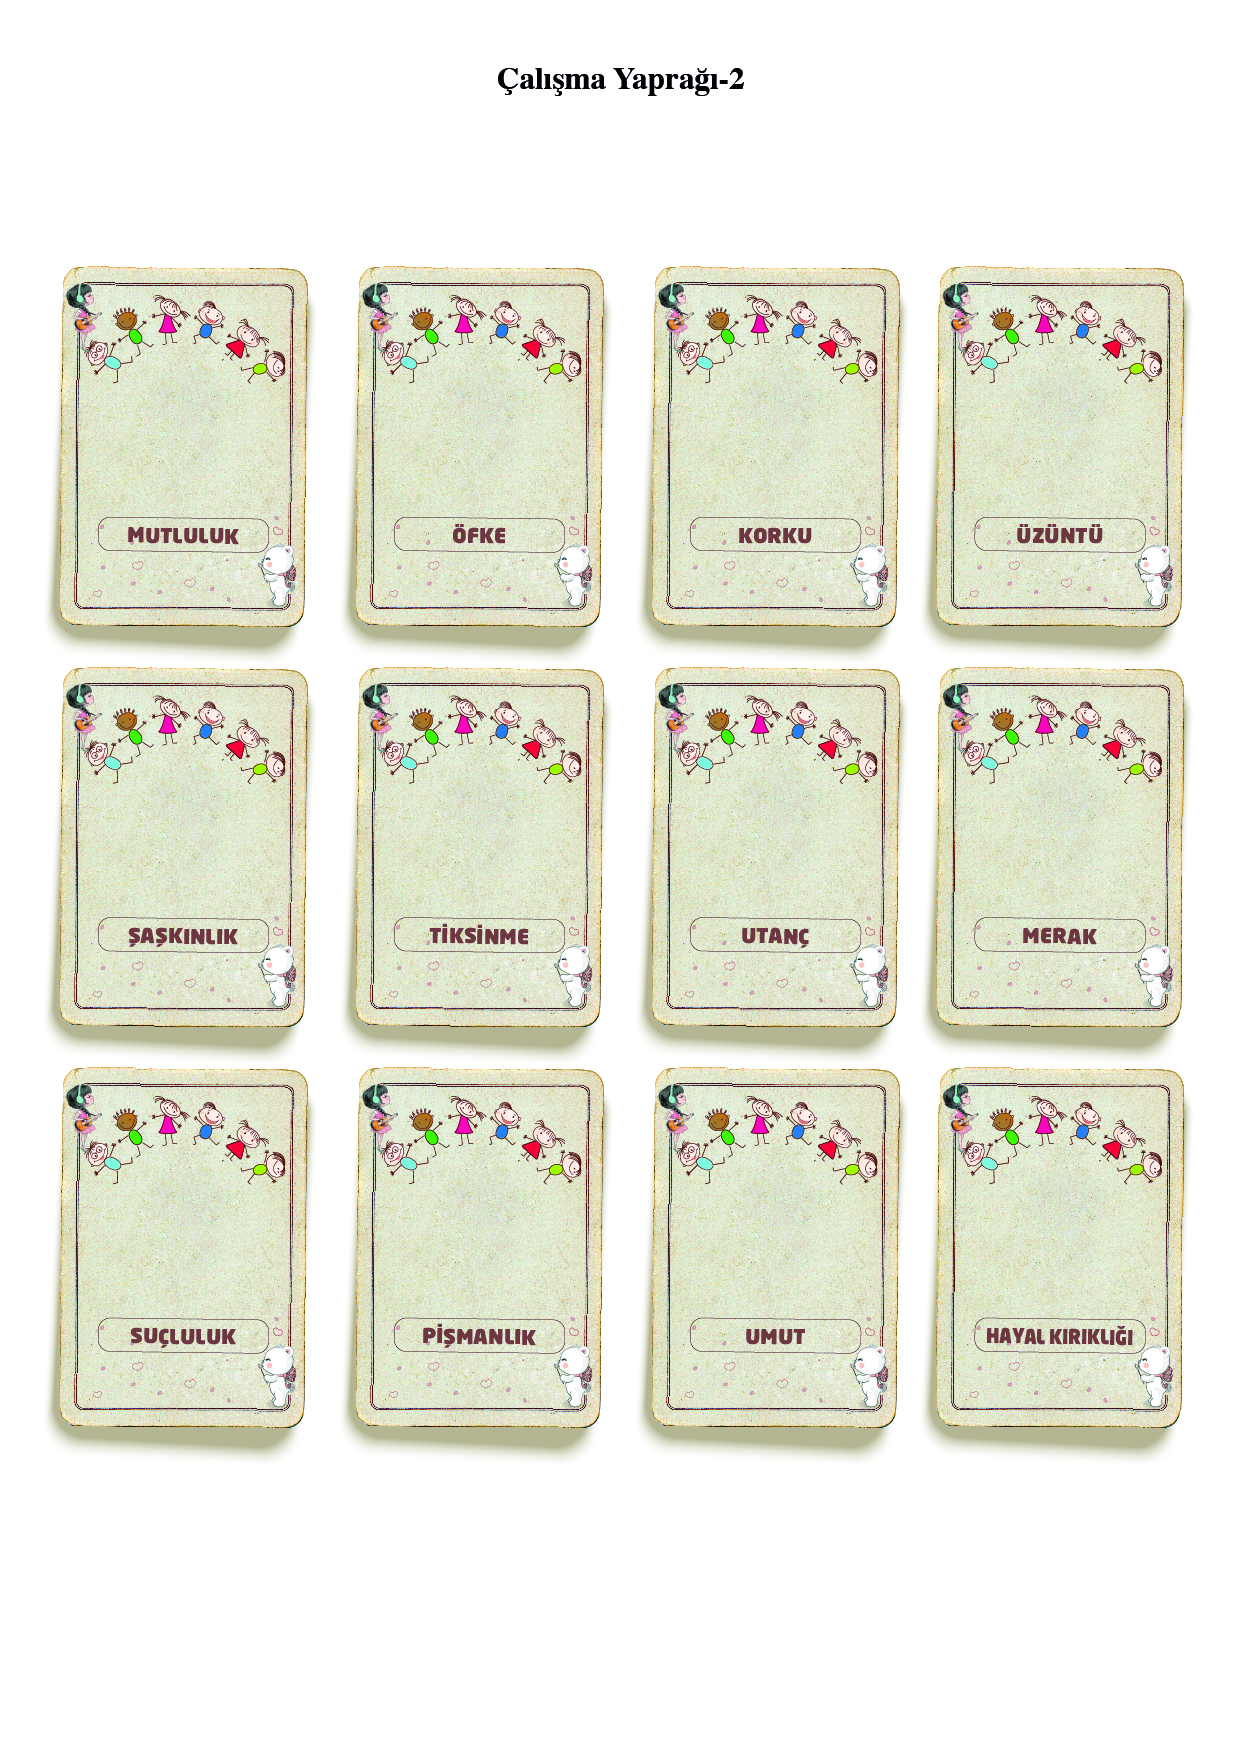 Çalışma Yaprağı-2
MUTLULUK
ÖFKE
KORKU
ÜZÜNTÜ
ŞAŞKINLIK
TİKSİNME
UTANÇ
MERAK
SUÇLULUK
PİŞMANLIK
UMUT
HAYAL KIRIKLIĞI